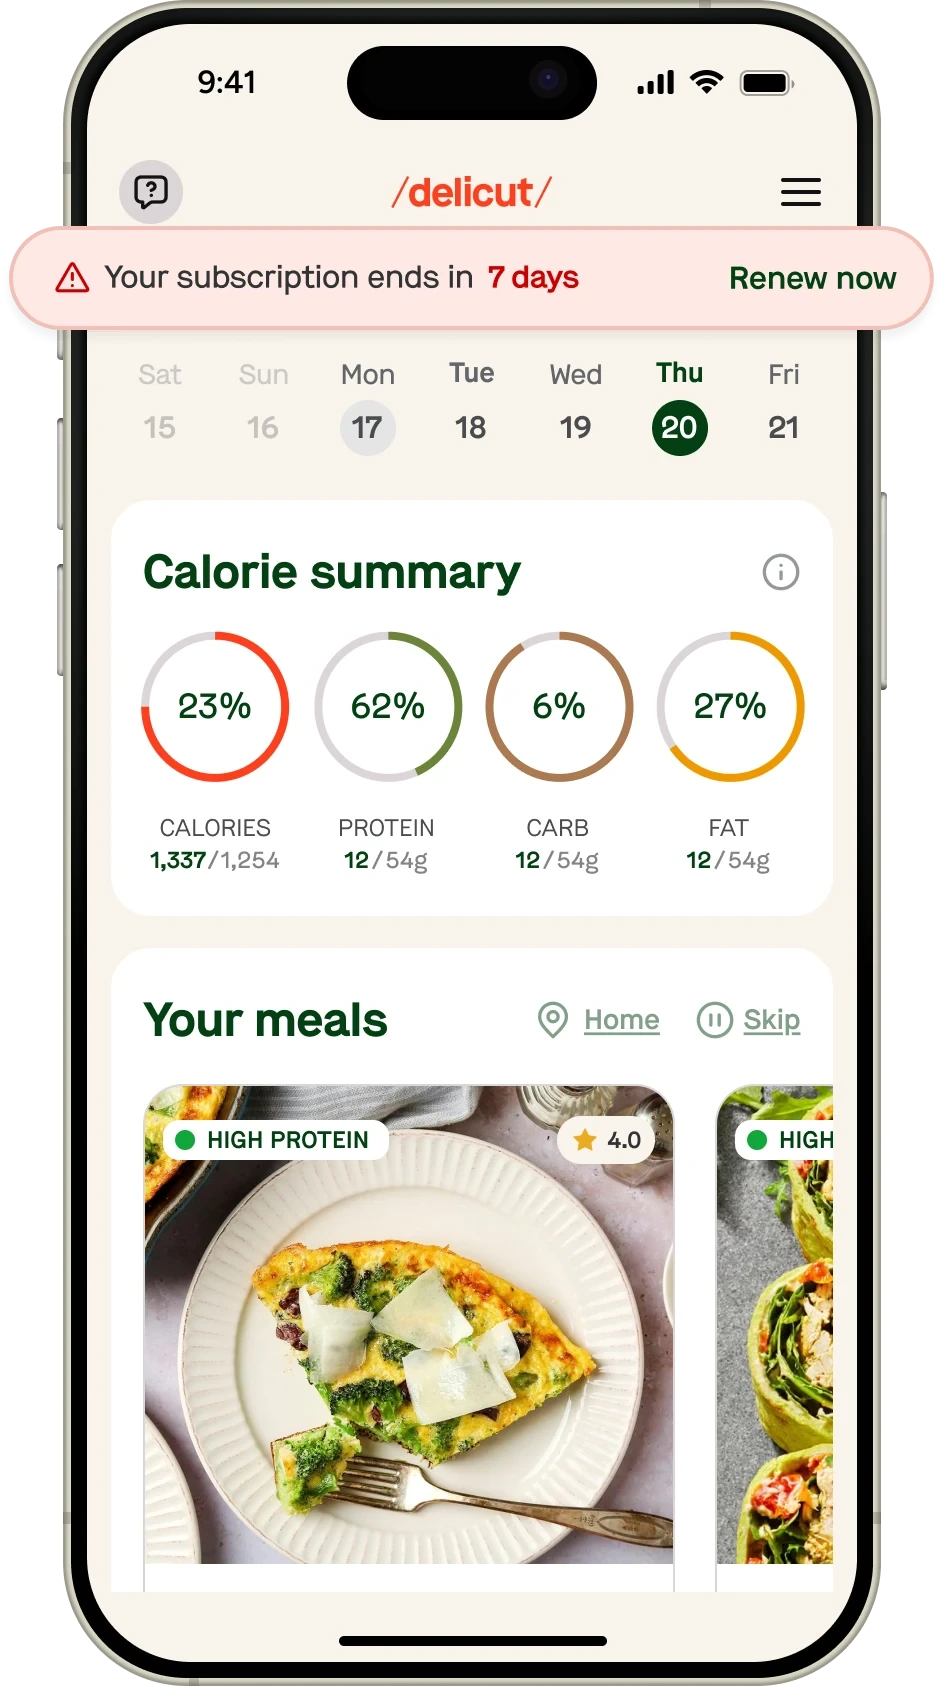 9:41
/delicut/
Your subscription ends in 7 days Renew now
Sat Sun Mon Tue Wed Thu Fri
15 16 17 18 19 20 21
Calorie summary
23% 62% 6% 27%
CALORIES PROTEIN CARB FAT
1,337/1,254 12/54g 12/54g 12/54g
Your meals Home Skip
HIGH PROTEIN 4.0 HIGH